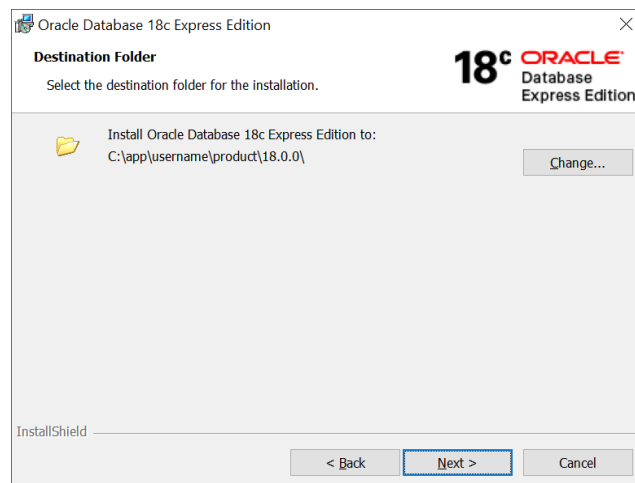 Oracle Database 18c Express Edition
Destination Folder
Select the destination folder for the installation.
18c ORACLE
Database
Express Edition
Install Oracle Database 18c Express Edition to:
C:\app\username\product\18.0.0\
Change...
InstallShield
< Back
Next >
Cancel